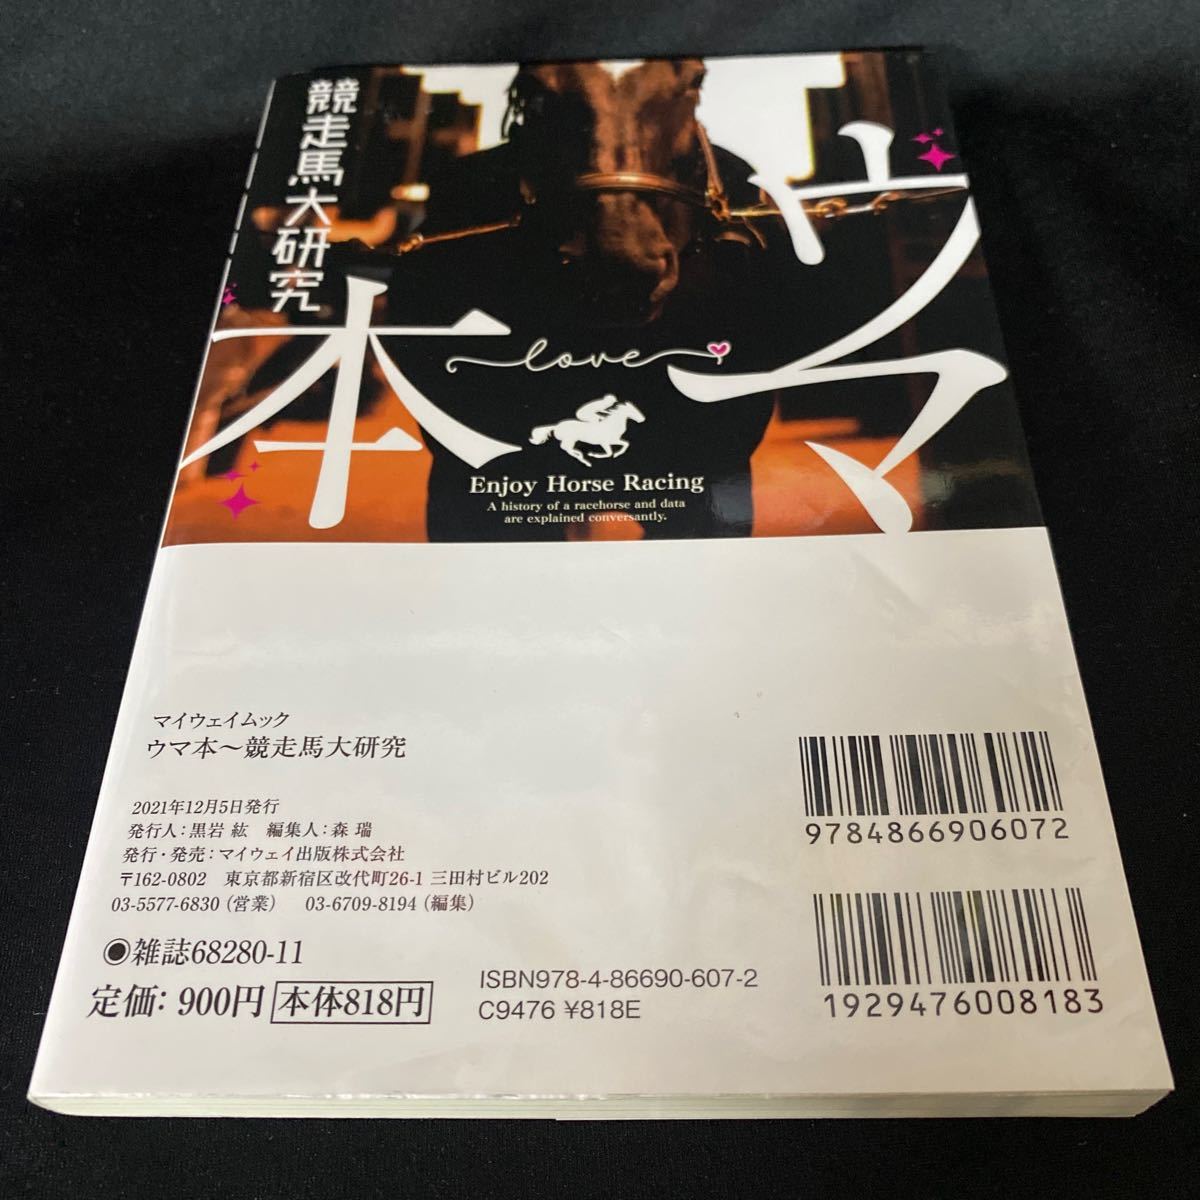 ウマ
本
競走馬大研究
love
Enjoy Horse Racing
A history of a racehorse and data
are explained conversantly.
マイウェイムック
ウマ本～競走馬大研究
2021年12月5日発行
発行人：黒岩 紘　編集人：森 瑞
発行・発売：マイウェイ出版株式会社
〒162-0802　東京都新宿区改代町26-1 三田村ビル202
03-5577-6830（営業）　03-6709-8194（編集）
◉雑誌68280-11
定価：900円 本体818円
ISBN978-4-86690-607-2
C9476 ¥818E
9784866906072
1929476008183